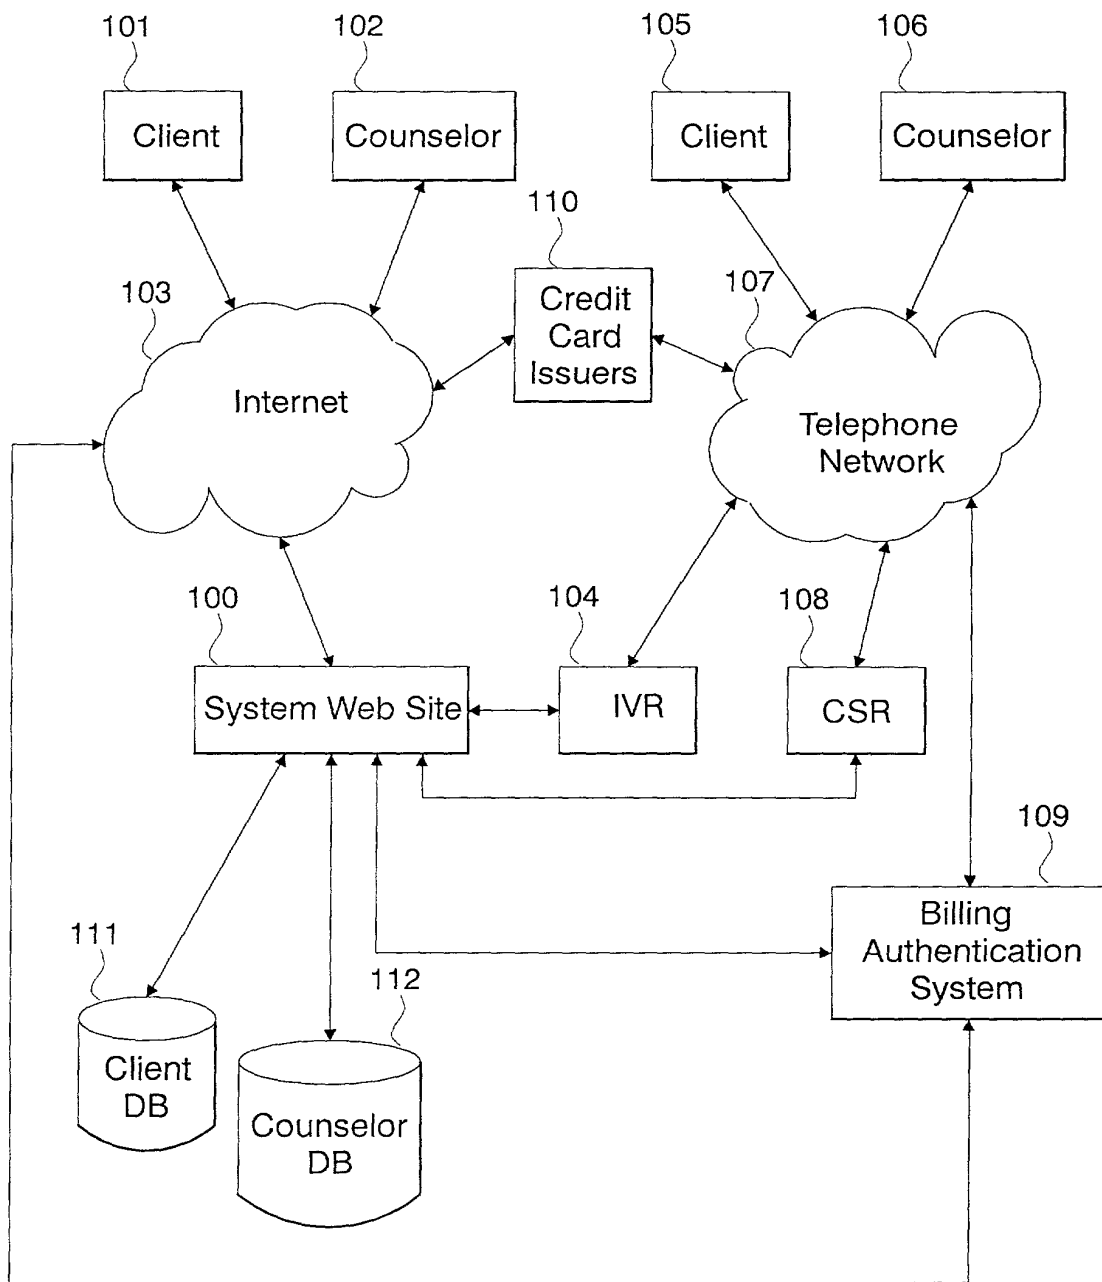 101
102
105
106
Client
Counselor
Client
Counselor
110
103
107
Credit
Card
Issuers
Internet
Telephone
Network
100
104
108
System Web Site
IVR
CSR
109
Billing
Authentication
System
111
112
Client
DB
Counselor
DB